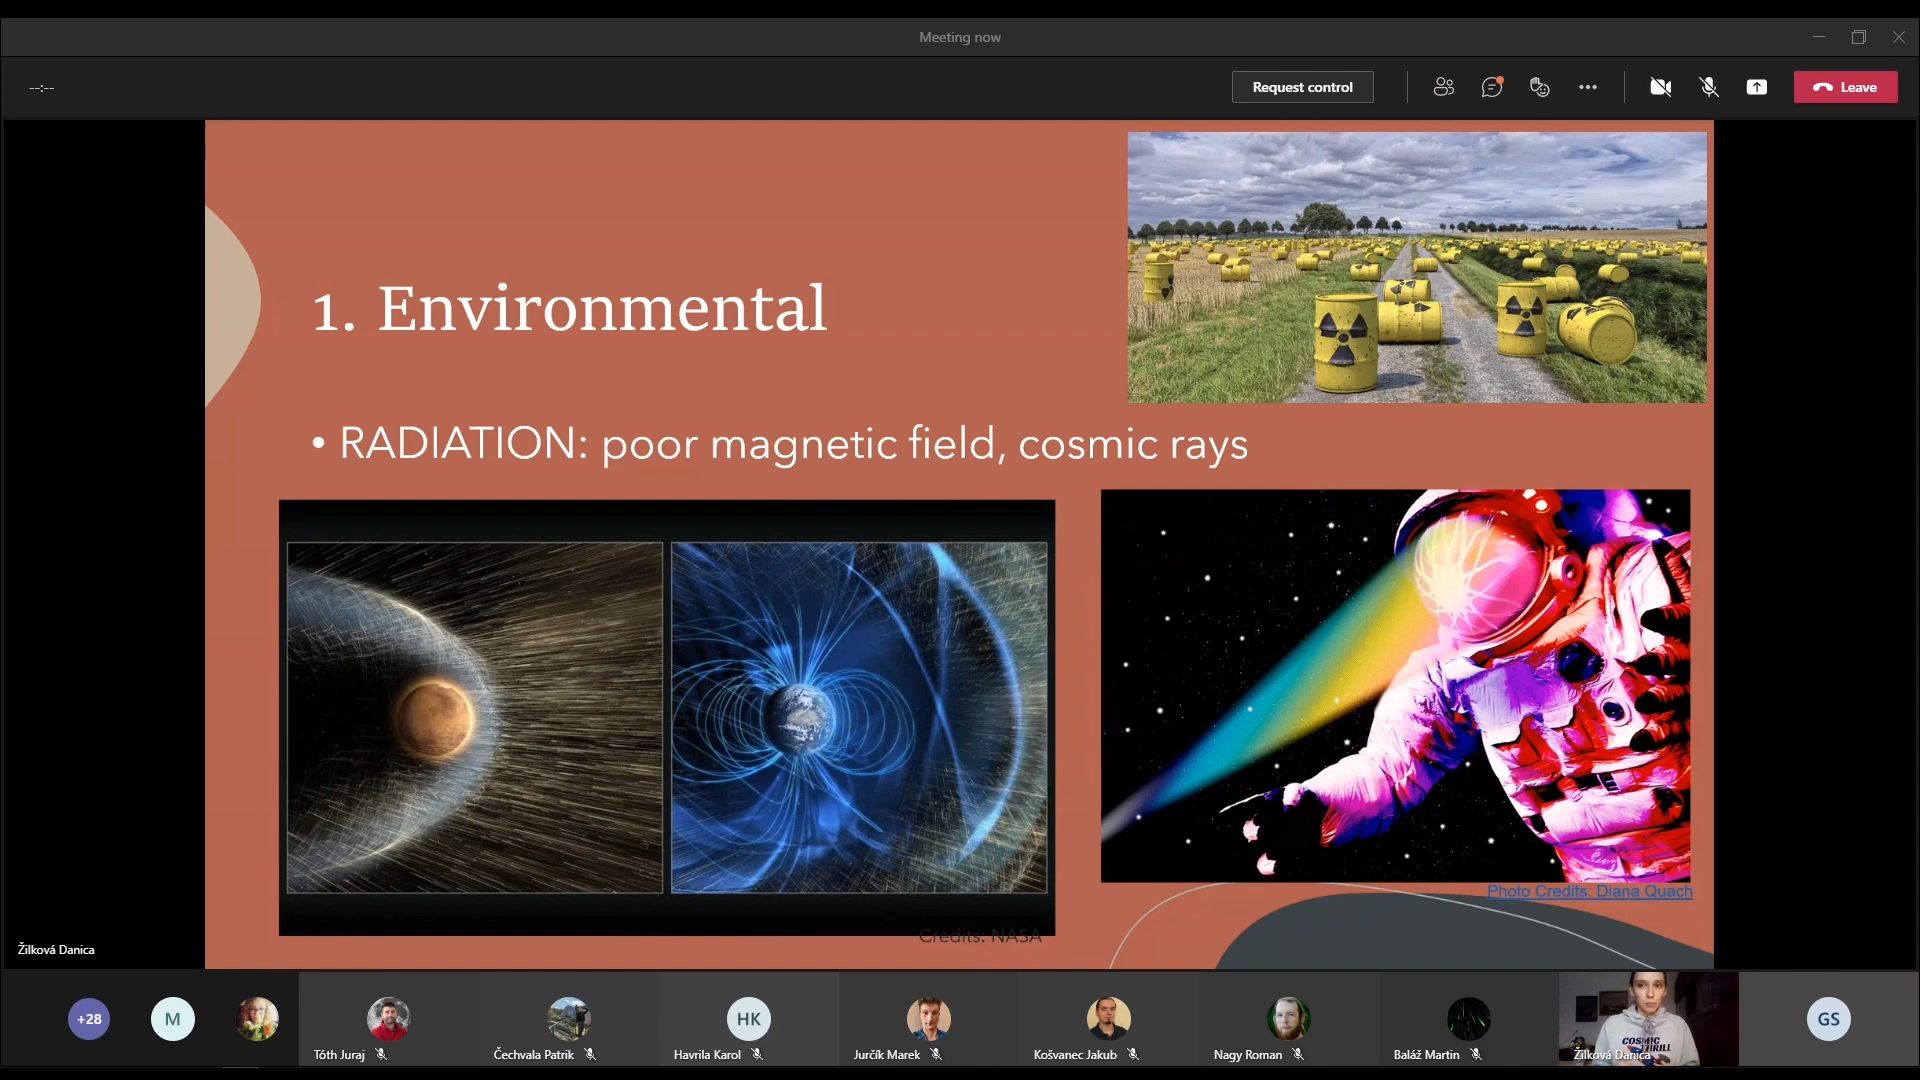 Meeting now
--:--
Request control
Leave
1. Environmental
• RADIATION: poor magnetic field, cosmic rays
Photo Credits: Diana Quach
Credits: NASA
Žilková Danica
+28
M
HK
GS
Tóth Juraj
Čechvala Patrik
Havrila Karol
Jurčík Marek
Košvanec Jakub
Nagy Roman
Baláž Martin
Žilková Danica
COSMIC
THRILL